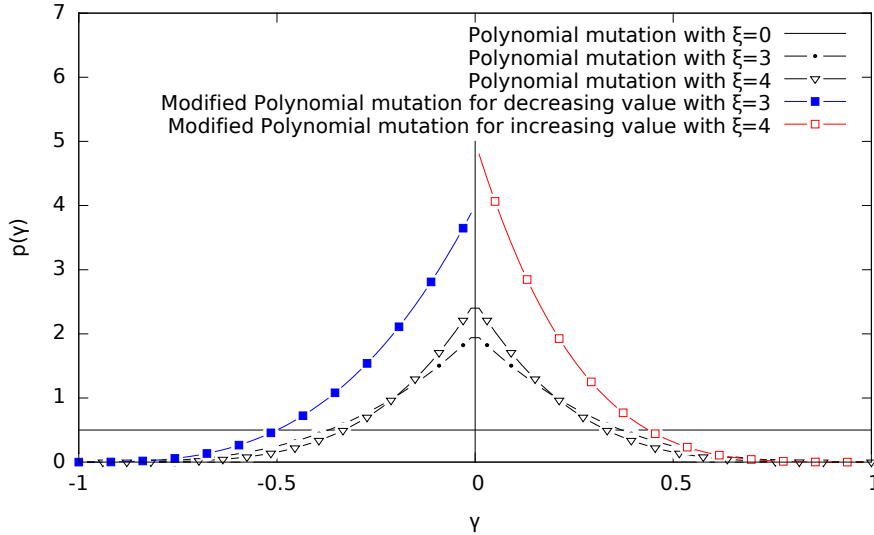 7
6
5
4
3
2
1
0
p(γ)
Polynomial mutation with ξ=0
Polynomial mutation with ξ=3
Polynomial mutation with ξ=4
Modified Polynomial mutation for decreasing value with ξ=3
Modified Polynomial mutation for increasing value with ξ=4
-1 -0.5 0 0.5 1
γ